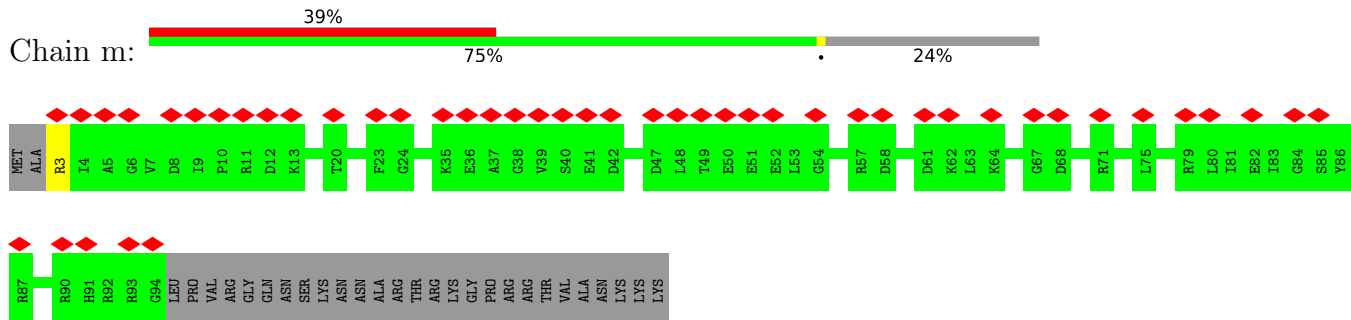 39%
Chain m:
75% • 24%
MET ALA R3 I4 A5 G6 V7 D8 I9 P10 R11 D12 K13 T20 F23 G24 K35 E36 A37 G38 V39 S40 E41 D42 D47 L48 T49 E50 E51 E52 L53 G54 R57 D58 D61 K62 L63 K64 G67 D68 R71 L75 R79 L80 I81 E82 I83 G84 S85 Y86
R87 R90 H91 R92 R93 G94 LEU PRO VAL ARG GLY GLN ASN SER LYS ASN ASN ALA ARG THR ARG LYS GLY PRO ARG ARG THR VAL ALA ASN LYS LYS LYS